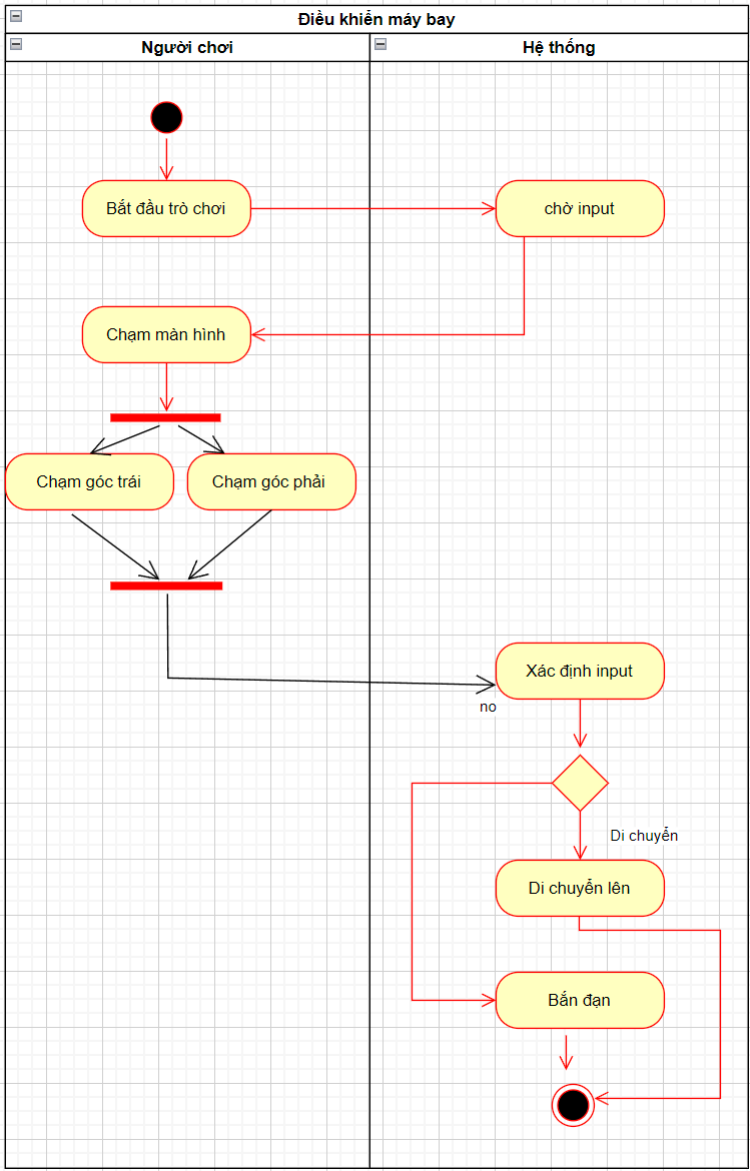 Điều khiển máy bay
Người chơi
Hệ thống
Bắt đầu trò chơi
chờ input
Chạm màn hình
Chạm góc trái
Chạm góc phải
Xác định input
no
Di chuyển
Di chuyển lên
Bắn đạn